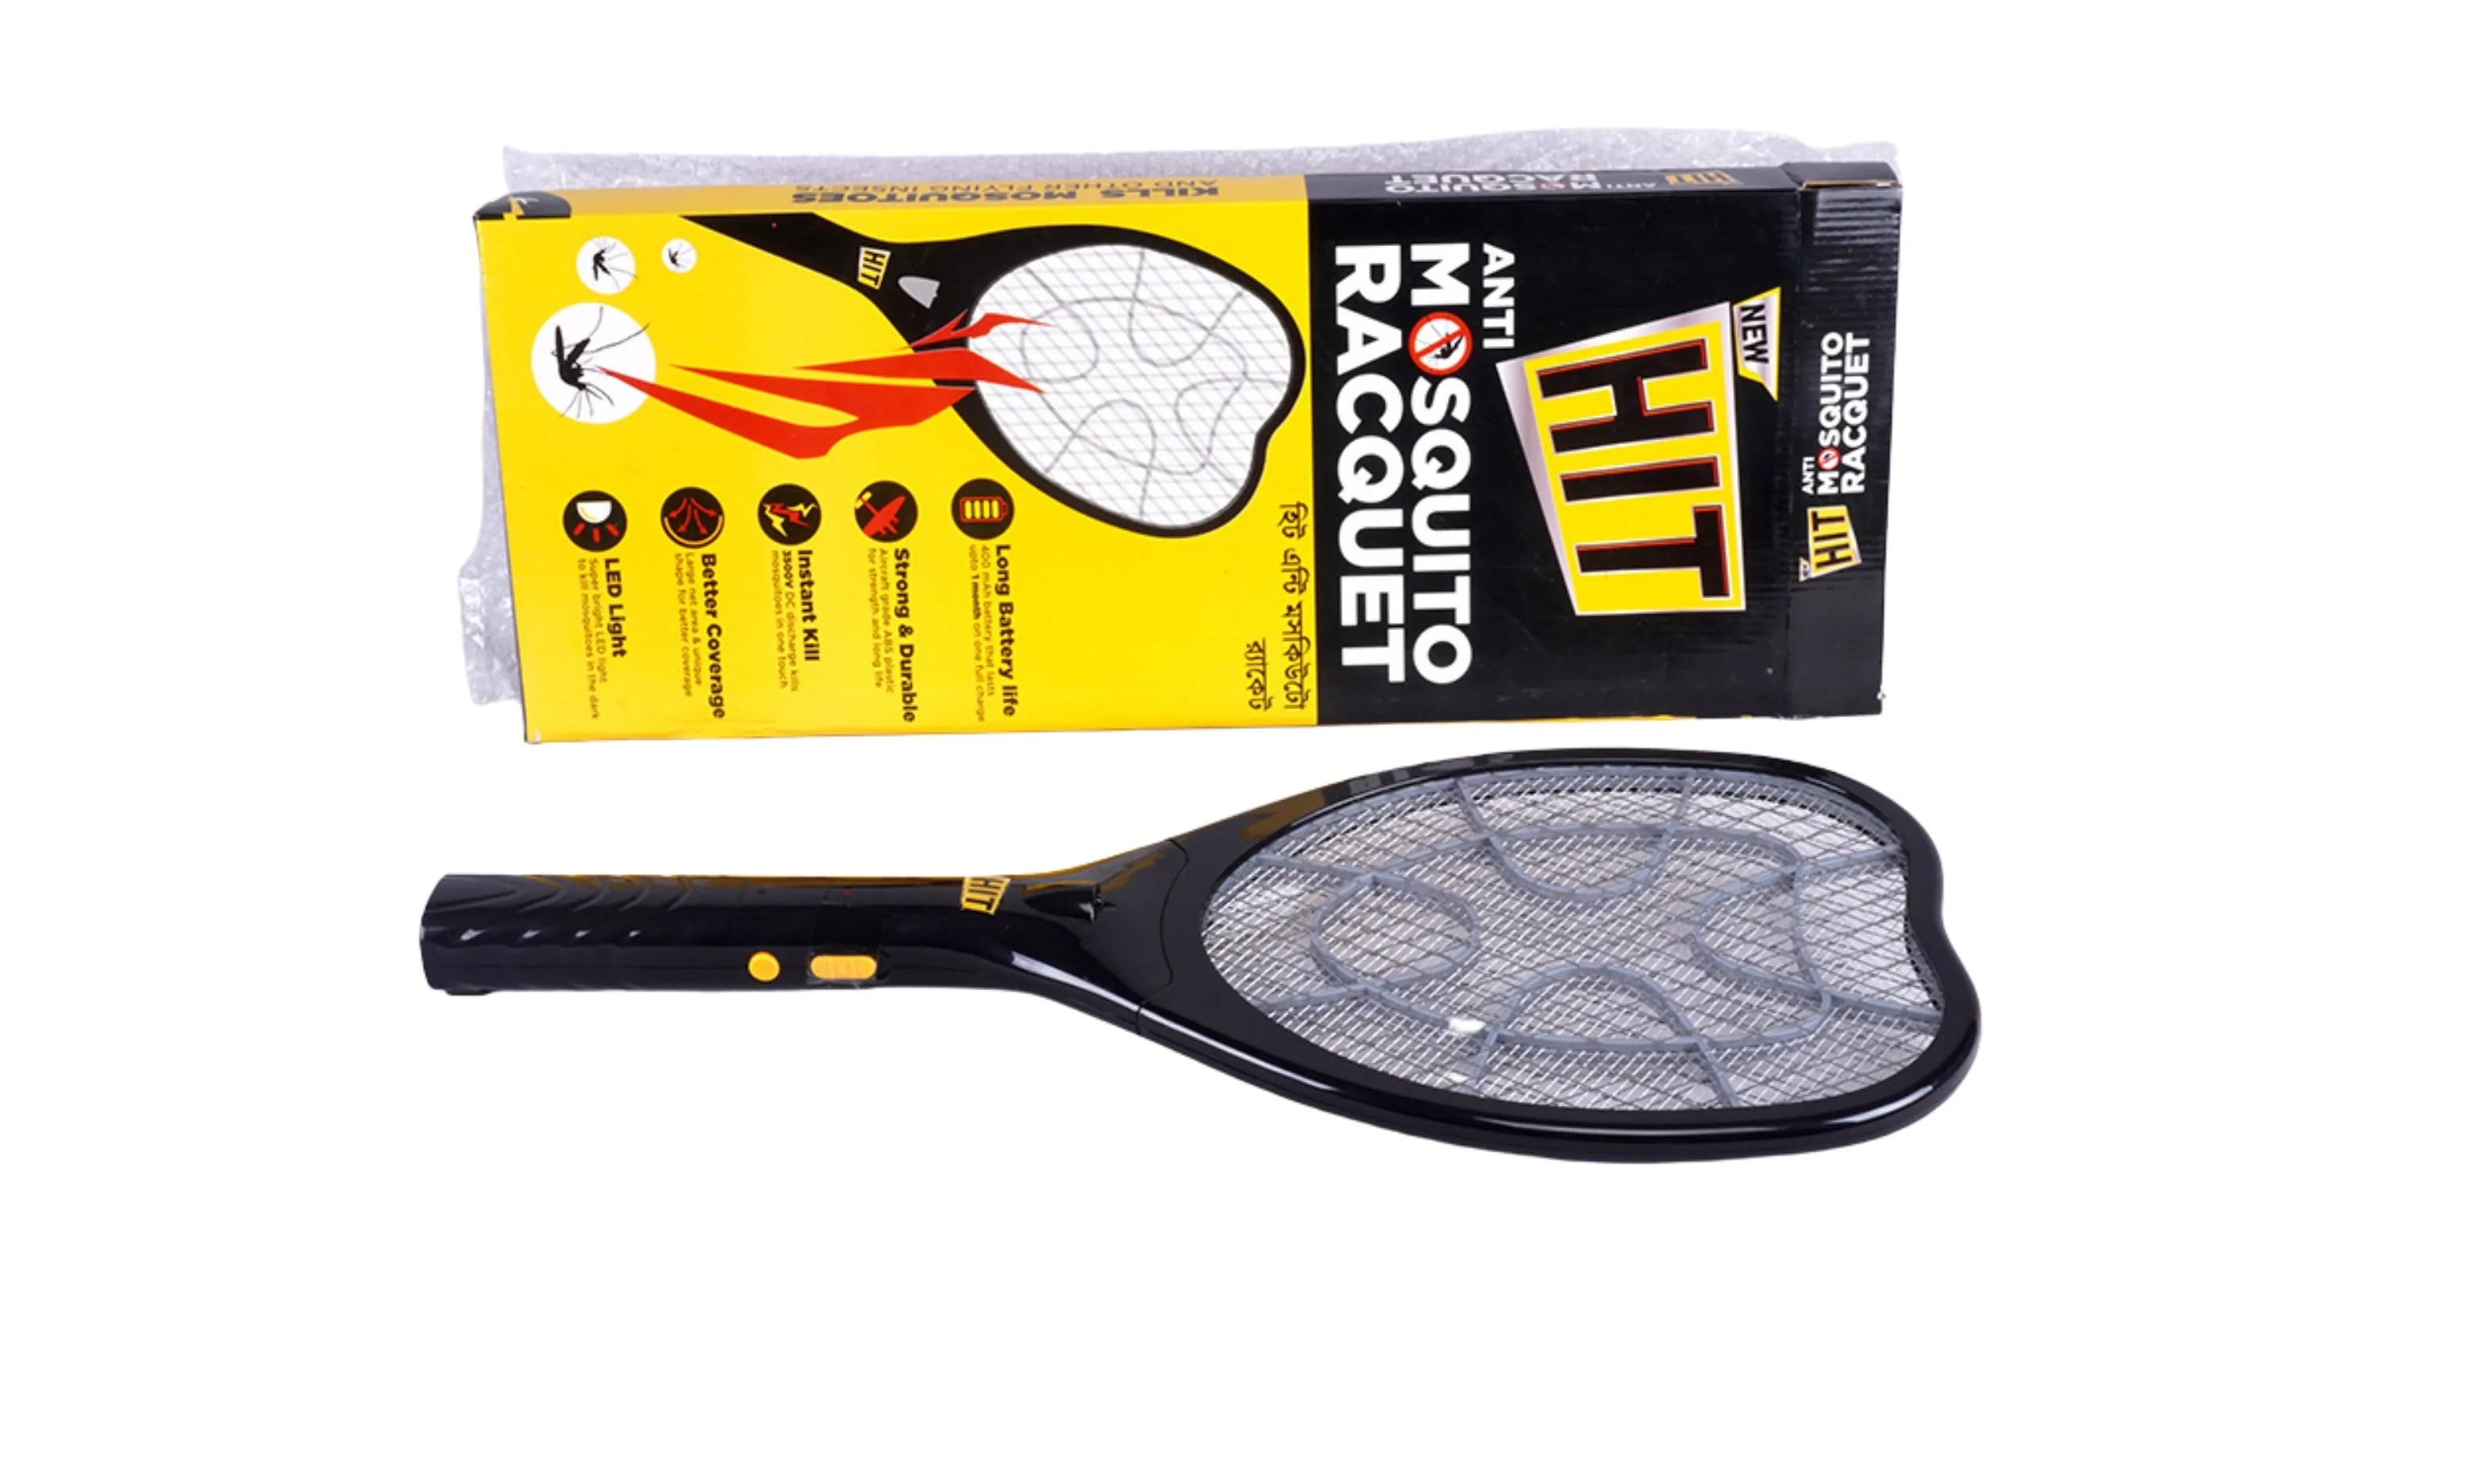 NEW
HIT
ANTI
MOSQUITO
RACQUET
হিট এন্টি মসকিউটো
র‍্যাকেট
HIT
Long Battery life
400 mAh battery that lasts
upto 1 month on one full charge
Strong & Durable
Aircraft grade ABS plastic
for strength and long life
Instant Kill
3500V DC discharge kills
mosquitoes in one touch
Better Coverage
Large net area & unique
shape for better coverage
LED Light
Super bright LED light
to kill mosquitoes in the dark
HIT
ANTI
MOSQUITO
RACQUET
HIT
ANTI
MOSQUITO
RACQUET
KILLS MOSQUITOES
AND OTHER FLYING INSECTS
HIT